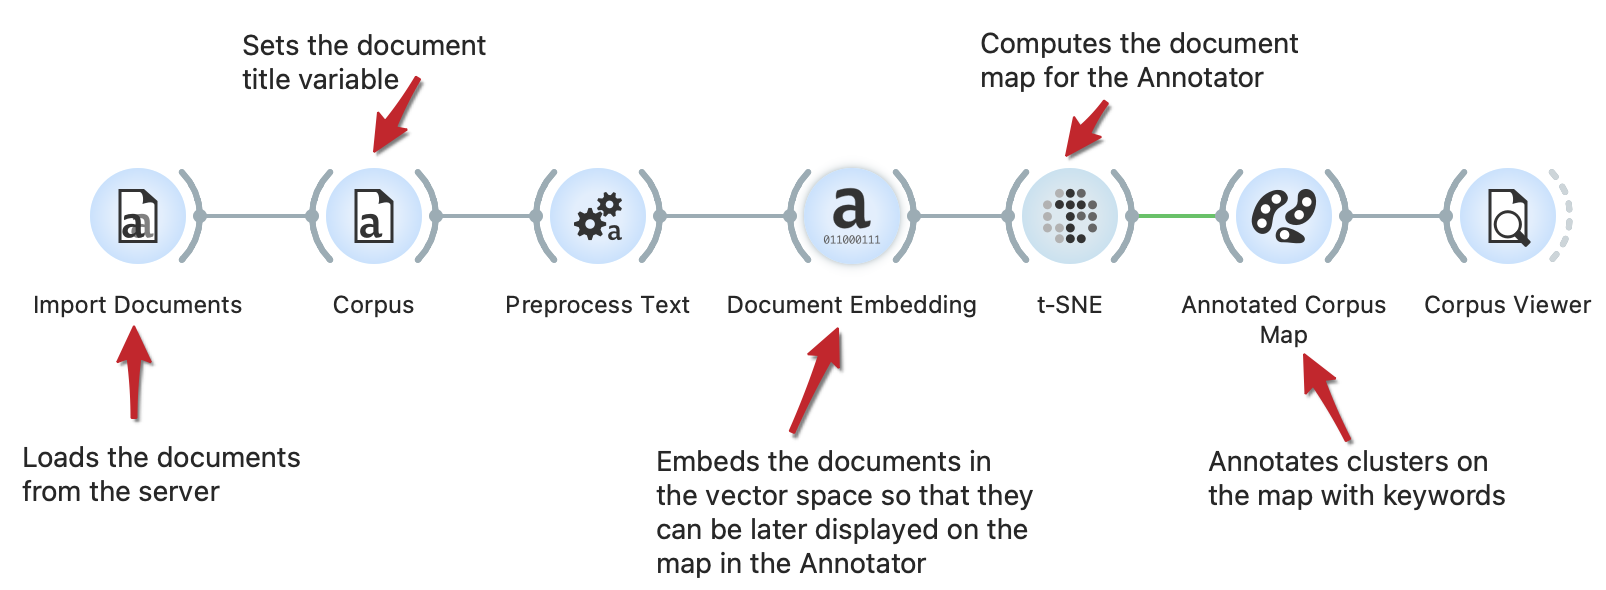 Sets the document
title variable
Computes the document
map for the Annotator
a
a
a
a
011000111
Import Documents
Corpus
Preprocess Text
Document Embedding
t-SNE
Annotated Corpus
Map
Corpus Viewer
Loads the documents
from the server
Embeds the documents in
the vector space so that they
can be later displayed on the
map in the Annotator
Annotates clusters on
the map with keywords